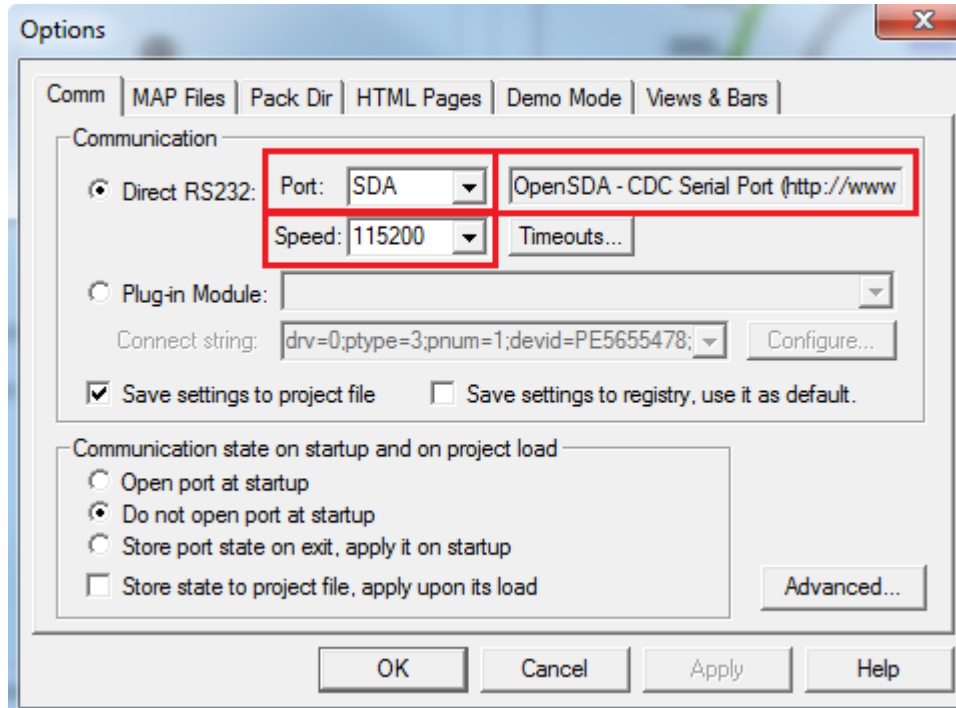 Options
Comm MAP Files Pack Dir HTML Pages Demo Mode Views & Bars
Communication
Direct RS232: Port: SDA OpenSDA - CDC Serial Port (http://www
Speed: 115200 Timeouts...
Plug-in Module:
Connect string: drv=0;ptype=3;pnum=1;devid=PE5655478; Configure...
Save settings to project file Save settings to registry, use it as default.
Communication state on startup and on project load
Open port at startup
Do not open port at startup
Store port state on exit, apply it on startup
Store state to project file, apply upon its load Advanced...
OK Cancel Apply Help